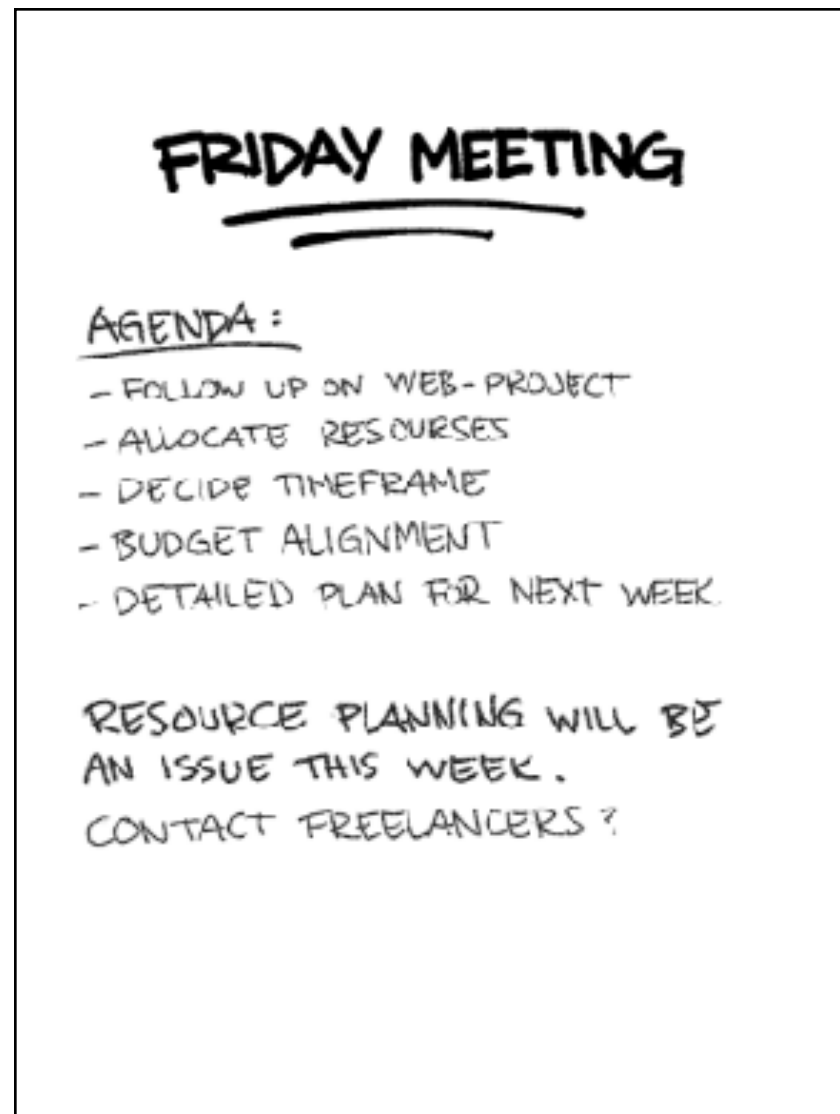 FRIDAY MEETING
AGENDA:
- FOLLOW UP ON WEB-PROJECT
- ALLOCATE RESOURSES
- DECIDE TIMEFRAME
- BUDGET ALIGNMENT
- DETAILED PLAN FOR NEXT WEEK
RESOURCE PLANNING WILL BE
AN ISSUE THIS WEEK.
CONTACT FREELANCERS?